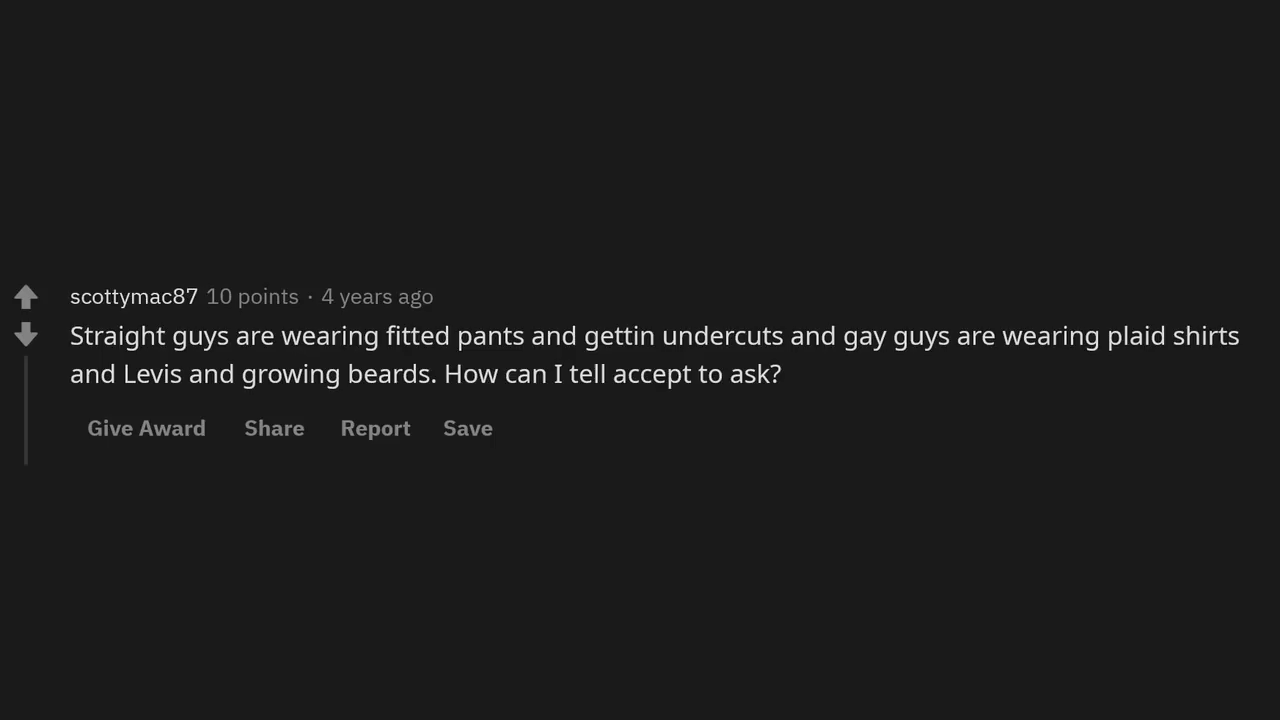 scottymac87 10 points · 4 years ago
Straight guys are wearing fitted pants and gettin undercuts and gay guys are wearing plaid shirts
and Levis and growing beards. How can I tell accept to ask?
Give Award Share Report Save